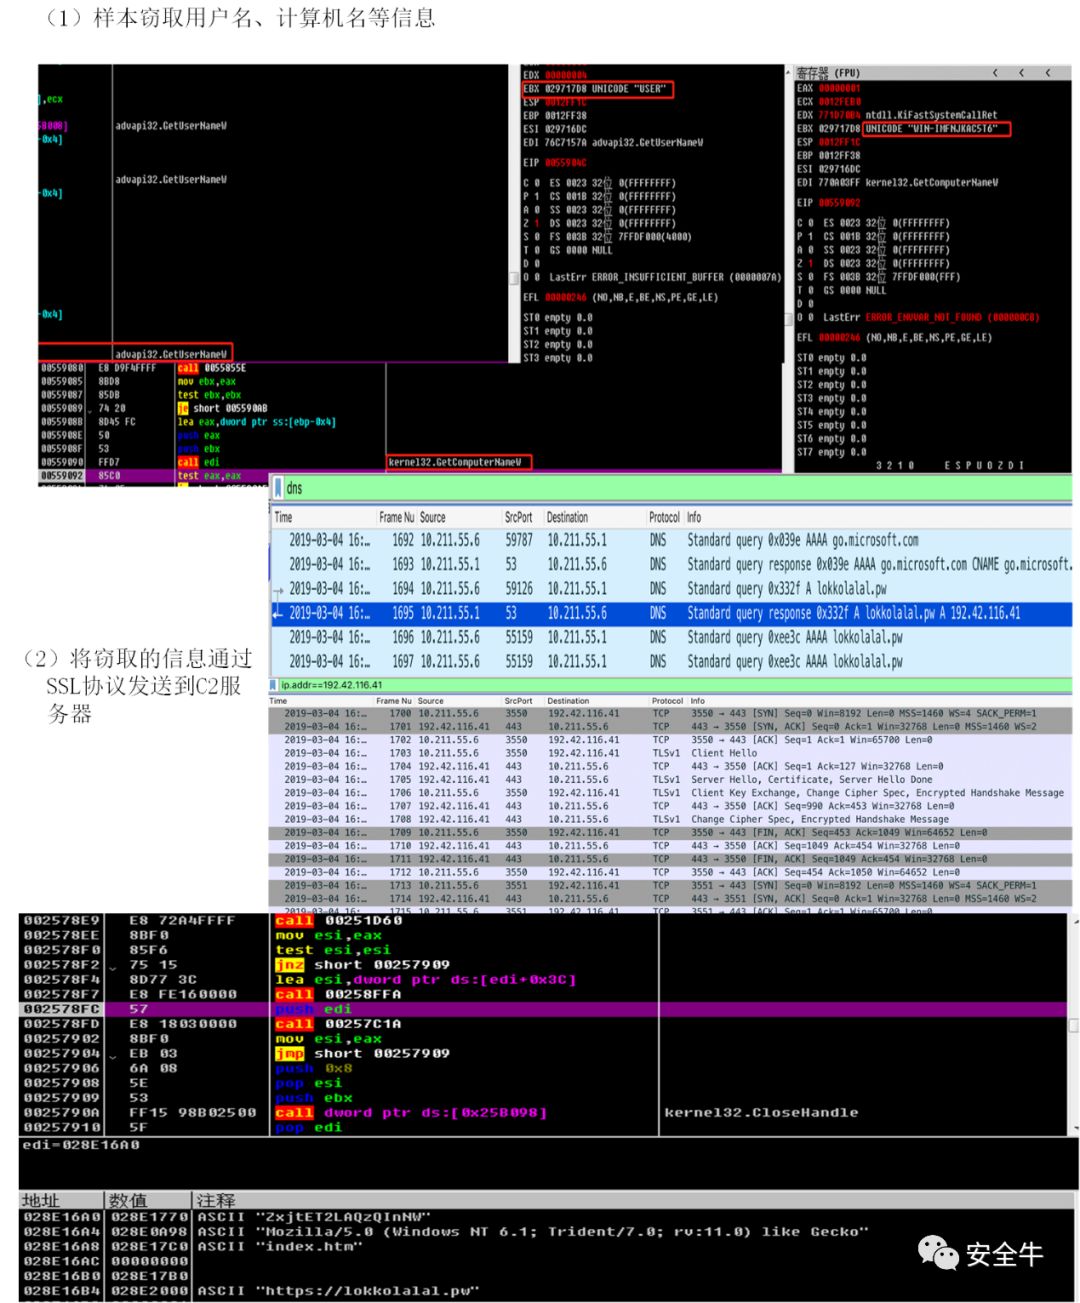 （1）样本窃取用户名、计算机名等信息
],ecx
advapi32.GetUserNameW
-0x4]
advapi32.GetUserNameW
-0x4]
-0x4]
advapi32.GetUserNameW
EDX 00000004
EBX 029717D8 UNICODE "USER"
ESP 0012FF1C
EBP 0012FF38
ESI 029716DC
EDI 76C7157A advapi32.GetUserNameW
EIP 0055904C
C 0 ES 0023 32位 0(FFFFFFFF)
P 1 CS 001B 32位 0(FFFFFFFF)
A 0 SS 0023 32位 0(FFFFFFFF)
Z 1 DS 0023 32位 0(FFFFFFFF)
S 0 FS 003B 32位 7FFDF000(4000)
T 0 GS 0000 NULL
D 0
O 0 LastErr ERROR_INSUFFICIENT_BUFFER (0000007A)
EFL 00000246 (NO,NB,E,BE,NS,PE,GE,LE)
ST0 empty 0.0
ST1 empty 0.0
ST2 empty 0.0
ST3 empty 0.0
寄存器 (FPU) < < <
EAX 00000001
ECX 0012FED0
EDX 771D70B4 ntdll.KiFastSystemCallRet
EBX 029717D8 UNICODE "WIN-IHFNJKAC5T6"
ESP 0012FF1C
EBP 0012FF38
ESI 029716DC
EDI 770A03FF kernel32.GetComputerNameW
EIP 00559092
C 0 ES 0023 32位 0(FFFFFFFF)
P 1 CS 001B 32位 0(FFFFFFFF)
A 0 SS 0023 32位 0(FFFFFFFF)
Z 1 DS 0023 32位 0(FFFFFFFF)
S 0 FS 003B 32位 7FFDF000(FFF)
T 0 GS 0000 NULL
D 0
O 0 LastErr ERROR_ENVVAR_NOT_FOUND (000000CB)
EFL 00000246 (NO,NB,E,BE,NS,PE,GE,LE)
ST0 empty 0.0
ST1 empty 0.0
ST2 empty 0.0
ST3 empty 0.0
ST4 empty 0.0
ST5 empty 0.0
ST6 empty 0.0
ST7 empty 0.0
3 2 1 0 E S P U O Z D I
00559080 E8 D9F4FFFF call 0055855E
00559085 8BD8 mov ebx,eax
00559087 85DB test ebx,ebx
00559089 74 20 je short 005590AB
0055908B 8D45 FC lea eax,dword ptr ss:[ebp-0x4]
0055908E 50 push eax
0055908F 53 push ebx
00559090 FFD7 call edi kernel32.GetComputerNameW
00559092 85C0 test eax,eax
dns
Time Frame Nu Source SrcPort Destination Protocol Info
2019-03-04 16:… 1692 10.211.55.6 59787 10.211.55.1 DNS Standard query 0x039e AAAA go.microsoft.com
2019-03-04 16:… 1693 10.211.55.1 53 10.211.55.6 DNS Standard query response 0x039e AAAA go.microsoft.com CNAME go.microsoft.
2019-03-04 16:… 1694 10.211.55.6 59126 10.211.55.1 DNS Standard query 0x332f A lokkolalal.pw
2019-03-04 16:… 1695 10.211.55.1 53 10.211.55.6 DNS Standard query response 0x332f A lokkolalal.pw A 192.42.116.41
2019-03-04 16:… 1696 10.211.55.6 55159 10.211.55.1 DNS Standard query 0xee3c AAAA lokkolalal.pw
2019-03-04 16:… 1697 10.211.55.6 55159 10.211.55.1 DNS Standard query 0xee3c AAAA lokkolalal.pw
（2）将窃取的信息通过
SSL协议发送到C2服
务器
ip.addr==192.42.116.41
Time Frame Nu Source SrcPort Destination Protocol Info
2019-03-04 16:… 1700 10.211.55.6 3550 192.42.116.41 TCP 3550 → 443 [SYN] Seq=0 Win=8192 Len=0 MSS=1460 WS=4 SACK_PERM=1
2019-03-04 16:… 1701 192.42.116.41 443 10.211.55.6 TCP 443 → 3550 [SYN, ACK] Seq=0 Ack=1 Win=32768 Len=0 MSS=1460 WS=2
2019-03-04 16:… 1702 10.211.55.6 3550 192.42.116.41 TCP 3550 → 443 [ACK] Seq=1 Ack=1 Win=65700 Len=0
2019-03-04 16:… 1703 10.211.55.6 3550 192.42.116.41 TLSv1 Client Hello
2019-03-04 16:… 1704 192.42.116.41 443 10.211.55.6 TCP 443 → 3550 [ACK] Seq=1 Ack=127 Win=32768 Len=0
2019-03-04 16:… 1705 192.42.116.41 443 10.211.55.6 TLSv1 Server Hello, Certificate, Server Hello Done
2019-03-04 16:… 1706 10.211.55.6 3550 192.42.116.41 TLSv1 Client Key Exchange, Change Cipher Spec, Encrypted Handshake Message
2019-03-04 16:… 1707 192.42.116.41 443 10.211.55.6 TCP 443 → 3550 [ACK] Seq=990 Ack=453 Win=32768 Len=0
2019-03-04 16:… 1708 192.42.116.41 443 10.211.55.6 TLSv1 Change Cipher Spec, Encrypted Handshake Message
2019-03-04 16:… 1709 10.211.55.6 3550 192.42.116.41 TCP 3550 → 443 [FIN, ACK] Seq=453 Ack=1049 Win=64652 Len=0
2019-03-04 16:… 1710 192.42.116.41 443 10.211.55.6 TCP 443 → 3550 [ACK] Seq=1049 Ack=454 Win=32768 Len=0
2019-03-04 16:… 1711 192.42.116.41 443 10.211.55.6 TCP 443 → 3550 [FIN, ACK] Seq=1049 Ack=454 Win=32768 Len=0
2019-03-04 16:… 1712 10.211.55.6 3550 192.42.116.41 TCP 3550 → 443 [ACK] Seq=454 Ack=1050 Win=64652 Len=0
2019-03-04 16:… 1713 10.211.55.6 3551 192.42.116.41 TCP 3551 → 443 [SYN] Seq=0 Win=8192 Len=0 MSS=1460 WS=4 SACK_PERM=1
2019-03-04 16:… 1714 192.42.116.41 443 10.211.55.6 TCP 443 → 3551 [SYN, ACK] Seq=0 Ack=1 Win=32768 Len=0 MSS=1460 WS=2
2019-03-04 16:… 1715 10.211.55.6 3551 192.42.116.41 TCP 3551 → 443 [ACK] Seq=1 Ack=1 Win=65700 Len=0
002578E9 E8 72A4FFFF call 00251D60
002578EE 8BF0 mov esi,eax
002578F0 85F6 test esi,esi
002578F2 75 15 jnz short 00257909
002578F4 8D77 3C lea esi,dword ptr ds:[edi+0x3C]
002578F7 E8 FE160000 call 00258FFA
002578FC 57 push edi
002578FD E8 18030000 call 00257C1A
00257902 8BF0 mov esi,eax
00257904 EB 03 jmp short 00257909
00257906 6A 08 push 0x8
00257908 5E pop esi
00257909 53 push ebx
0025790A FF15 98B02500 call dword ptr ds:[0x25B098] kernel32.CloseHandle
00257910 5F pop edi
edi=028E16A0
地址 数值 注释
028E16A0 028E1770 ASCII "ZxjtET2LAQzQInNW"
028E16A4 028E0A98 ASCII "Mozilla/5.0 (Windows NT 6.1; Trident/7.0; rv:11.0) like Gecko"
028E16A8 028E17C0 ASCII "index.htm"
028E16AC 00000000
028E16B0 028E17B0
028E16B4 028E2000 ASCII "https://lokkolalal.pw"
安全牛